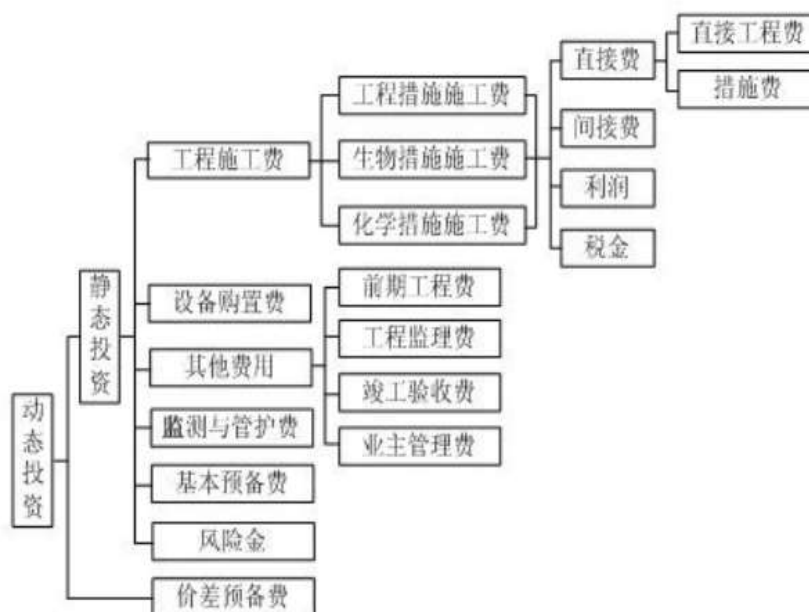 直接工程费
直接费
措施费
工程措施施工费
间接费
工程施工费
生物措施施工费
利润
化学措施施工费
税金
静态投资
设备购置费
前期工程费
工程监理费
其他费用
竣工验收费
动态投资
监测与管护费
业主管理费
基本预备费
风险金
价差预备费